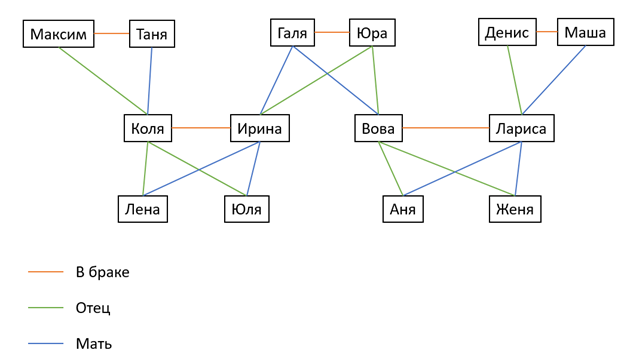 Максим Таня Галя Юра Денис Маша
Коля Ирина Вова Лариса
Лена Юля Аня Женя
В браке
Отец
Мать